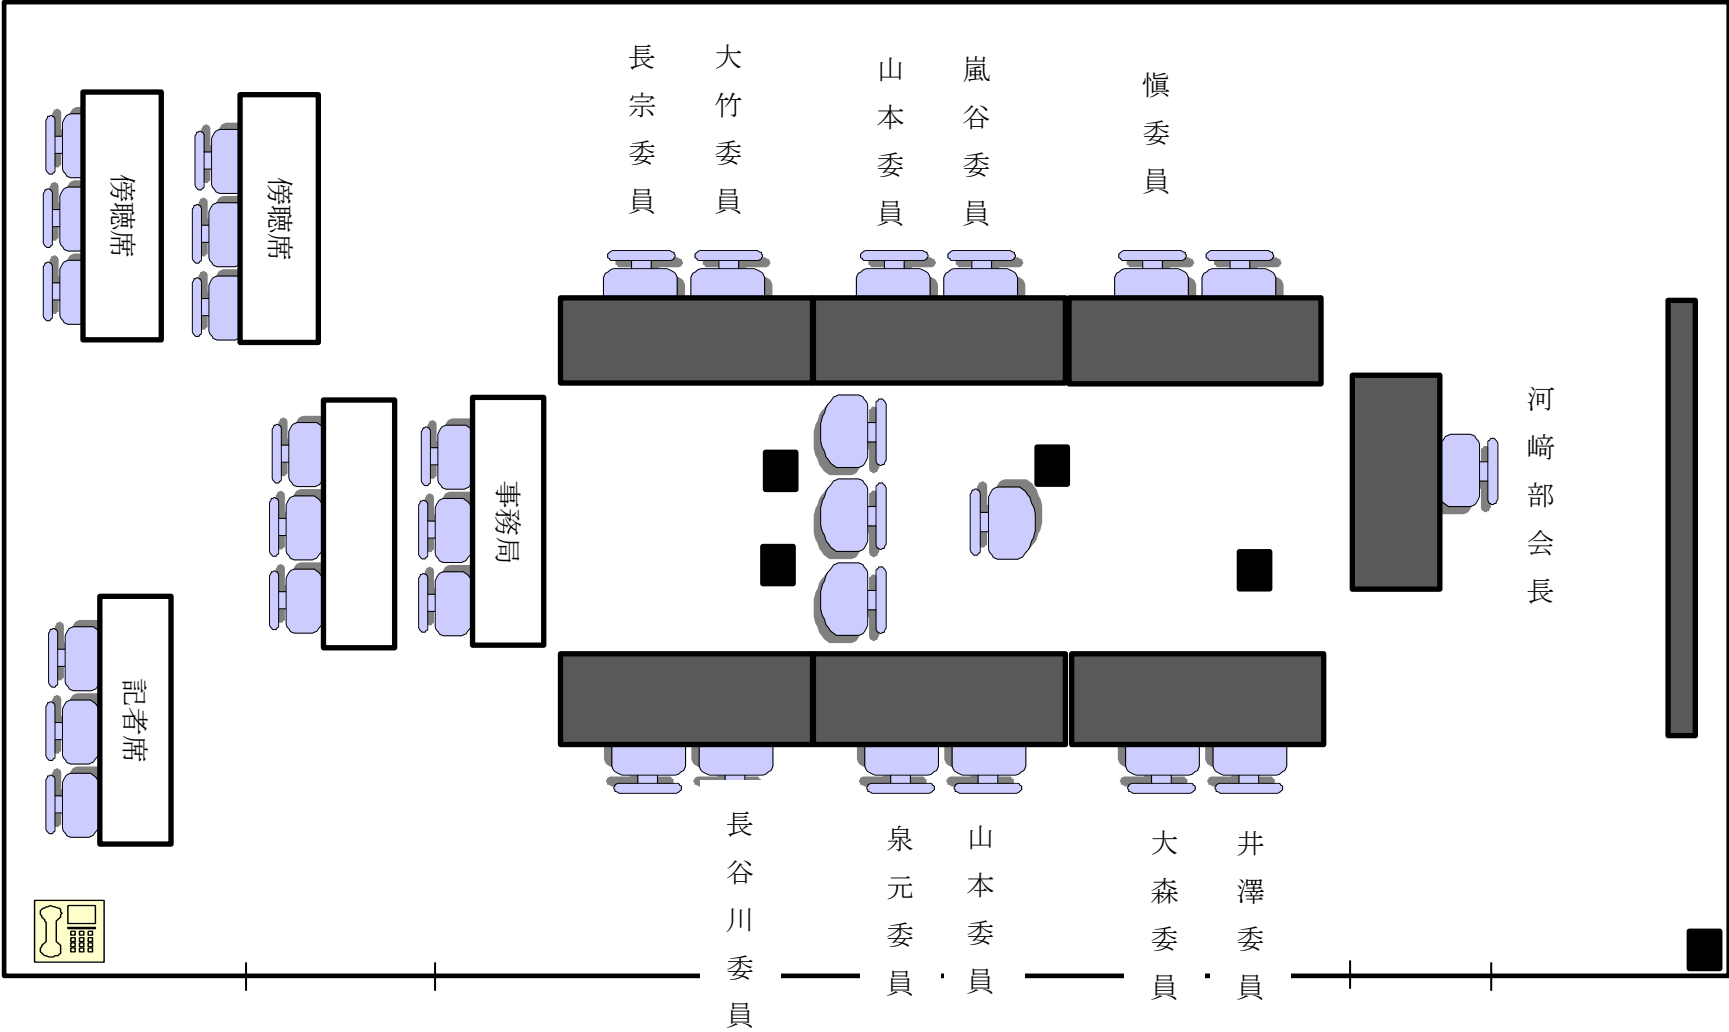 長宗委員
大竹委員
山本委員
嵐谷委員
愼委員
傍聴席
傍聴席
事務局
記者席
河﨑部会長
長谷川委員
泉元委員
山本委員
大森委員
井澤委員